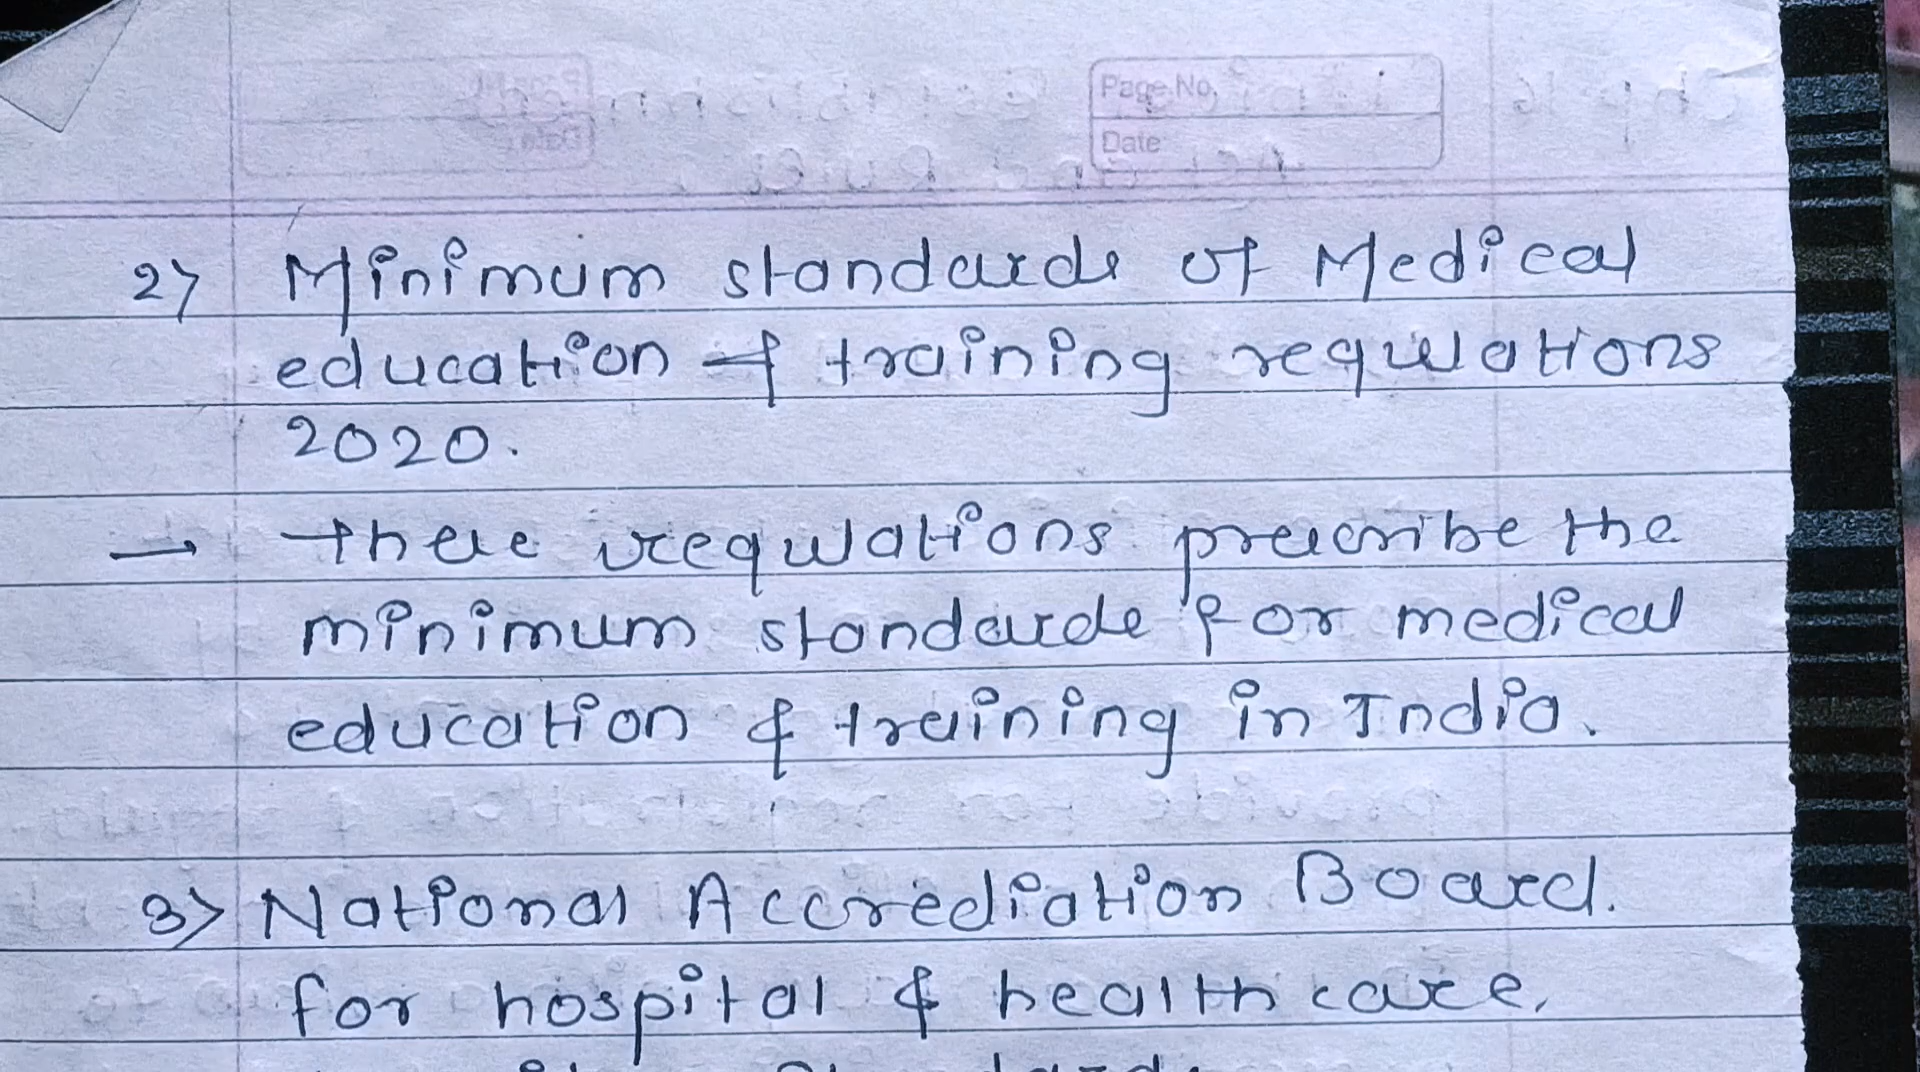 Page No.
Date
2) Minimum standards of Medical
education & training regulations
2020.
→ these regulations prescribe the
minimum standards for medical
education & training in India.
3) National Accrediation Board.
for hospital & health care.